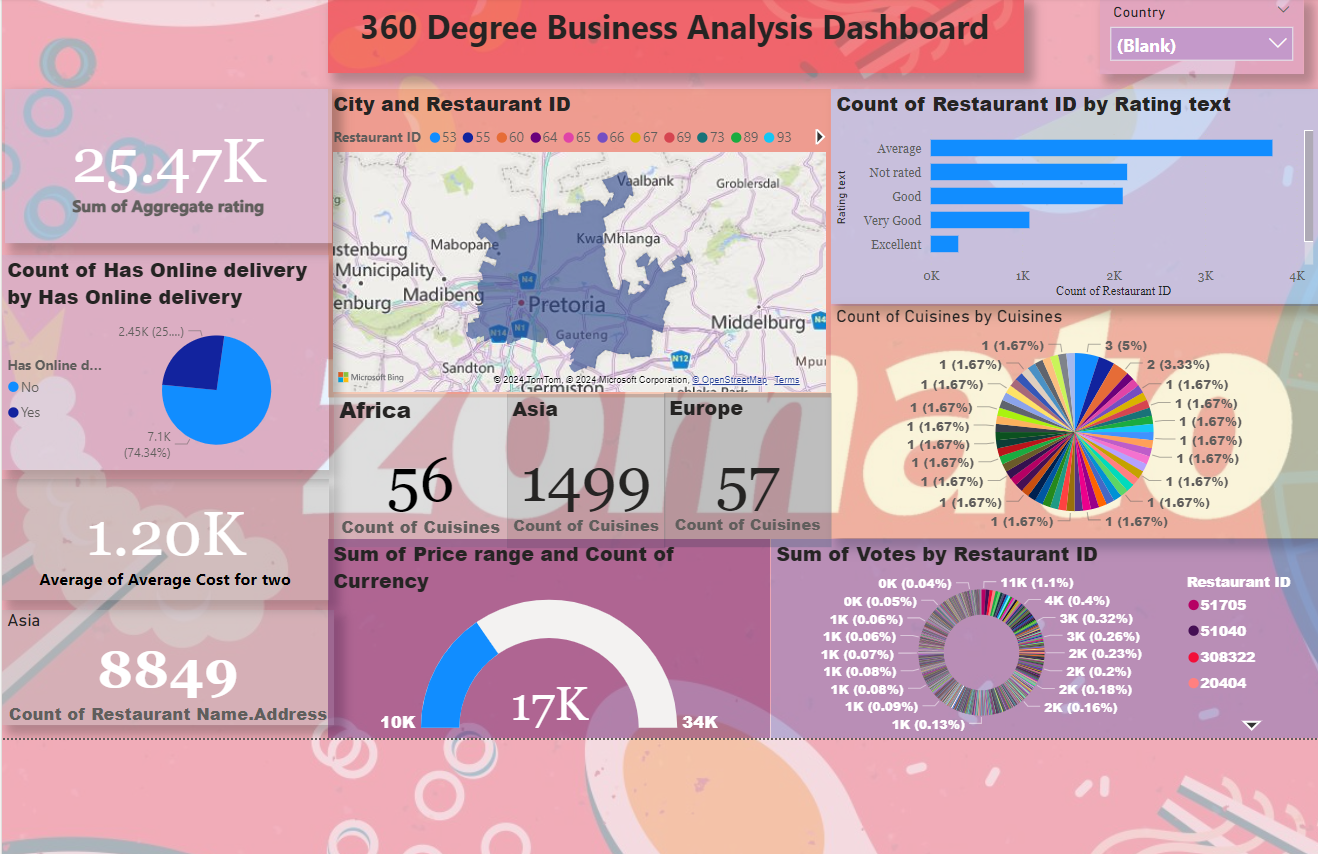 360 Degree Business Analysis Dashboard
Country
(Blank)
25.47K
Sum of Aggregate rating
Count of Has Online delivery
by Has Online delivery
2.45K (25....)
Has Online d...
No
Yes
7.1K
(74.34%)
1.20K
Average of Average Cost for two
Asia
8849
Count of Restaurant Name.Address
City and Restaurant ID
Restaurant ID 53 55 60 64 65 66 67 69 73 89 93
Vaalbank
Groblersdal
KwaMhlanga
Mabopane
stenburg
Municipality
enburg
Madibeng
N4
Pretoria
N14
N1
Gauteng
Middelburg
N4
N12
Mpu
Sandton
Microsoft Bing
© 2024 TomTom, © 2024 Microsoft Corporation, © OpenStreetMap Terms
Germiston
zomato
Africa
56
Count of Cuisines
Asia
1499
Count of Cuisines
Europe
57
Count of Cuisines
Count of Restaurant ID by Rating text
Rating text
Average
Not rated
Good
Very Good
Excellent
0K 1K 2K 3K 4K
Count of Restaurant ID
Count of Cuisines by Cuisines
1 (1.67%) 3 (5%)
1 (1.67%) 2 (3.33%)
1 (1.67%) 1 (1.67%)
1 (1.67%) 1 (1.67%)
1 (1.67%) 1 (1.67%)
1 (1.67%) 1 (1.67%)
1 (1.67%) 1 (1.67%)
1 (1.67%) 1 (1.67%)
1 (1.67%) 1 (1.67%)
1 (1.67%) 1 (1.67%)
Sum of Price range and Count of
Currency
17K
10K
34K
Sum of Votes by Restaurant ID
0K (0.04%) 11K (1.1%)
0K (0.05%) 4K (0.4%)
1K (0.06%) 3K (0.32%)
1K (0.06%) 3K (0.26%)
1K (0.07%) 2K (0.23%)
1K (0.08%) 2K (0.2%)
1K (0.08%) 2K (0.18%)
1K (0.09%) 2K (0.16%)
1K (0.13%)
Restaurant ID
51705
51040
308322
20404